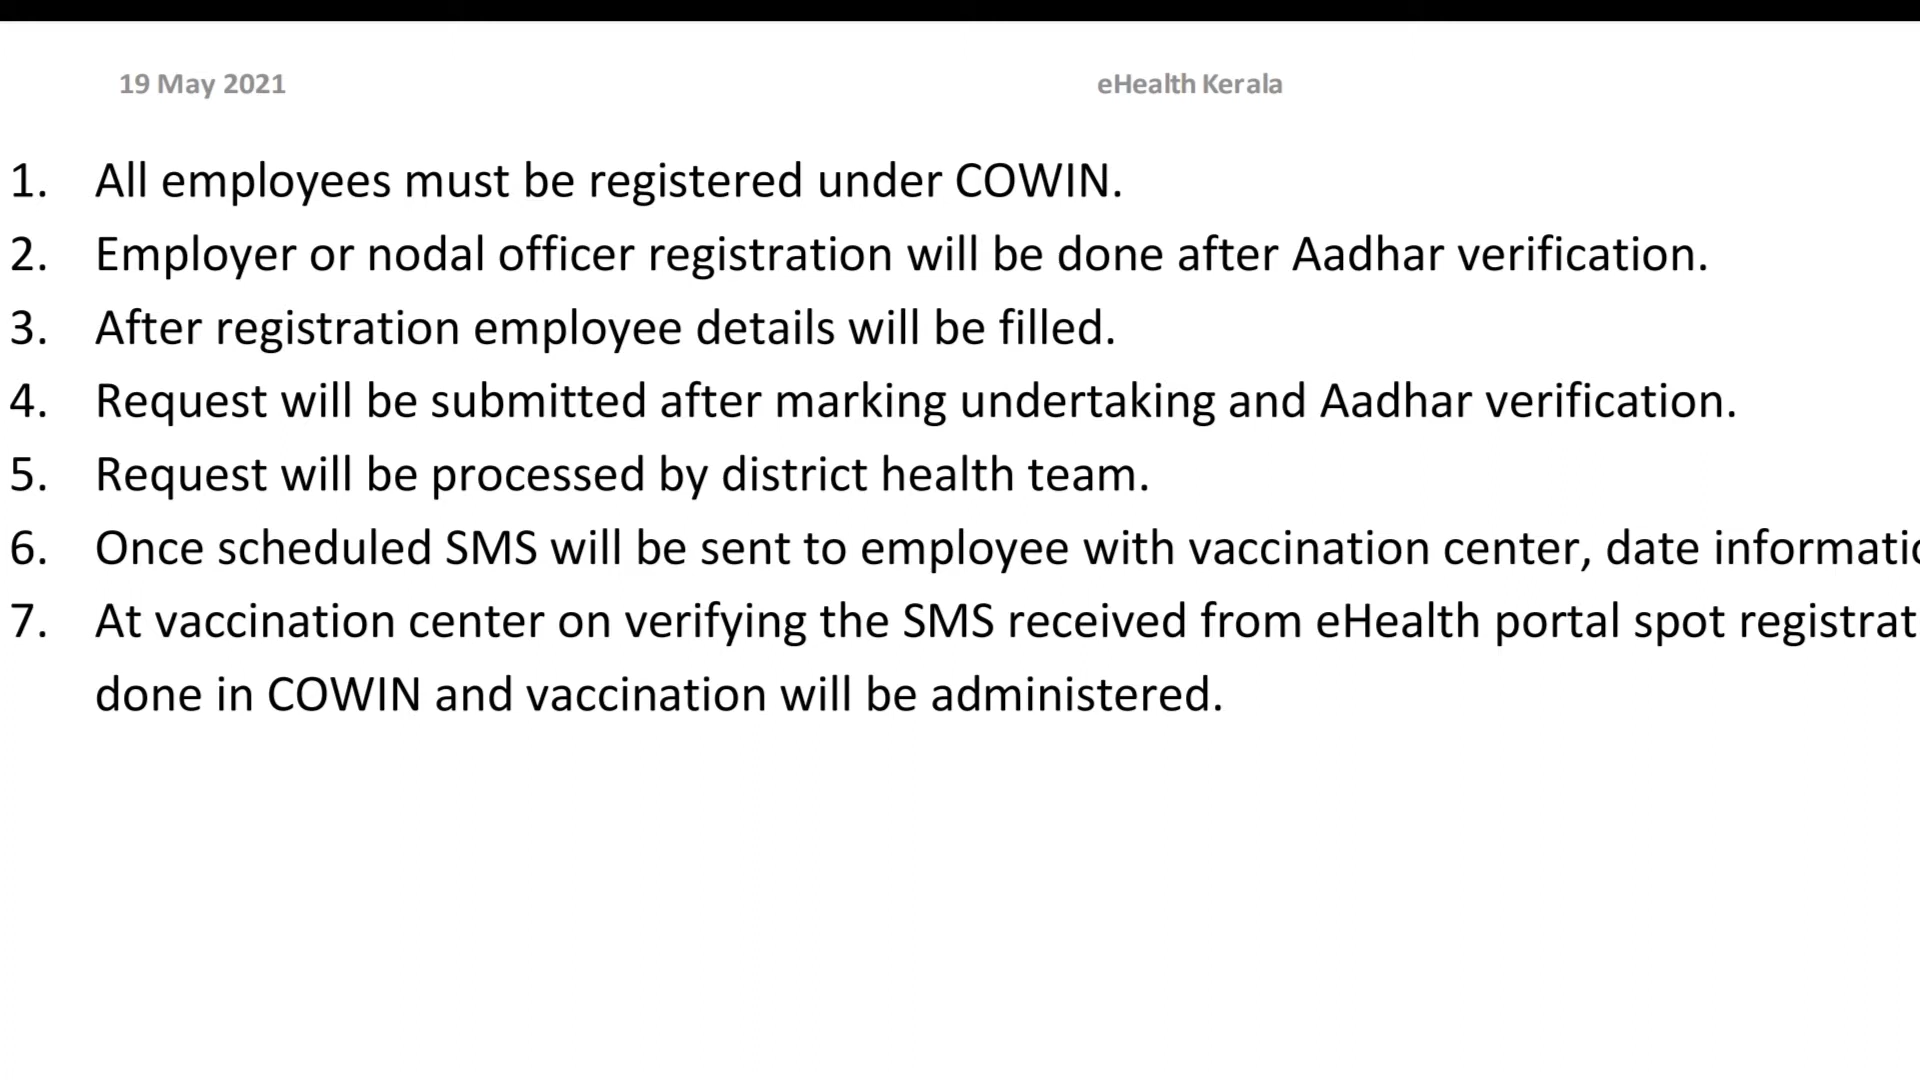 19 May 2021 eHealth Kerala
1. All employees must be registered under COWIN.
2. Employer or nodal officer registration will be done after Aadhar verification.
3. After registration employee details will be filled.
4. Request will be submitted after marking undertaking and Aadhar verification.
5. Request will be processed by district health team.
6. Once scheduled SMS will be sent to employee with vaccination center, date
7. At vaccination center on verifying the SMS received from eHealth portal spot
done in COWIN and vaccination will be administered.